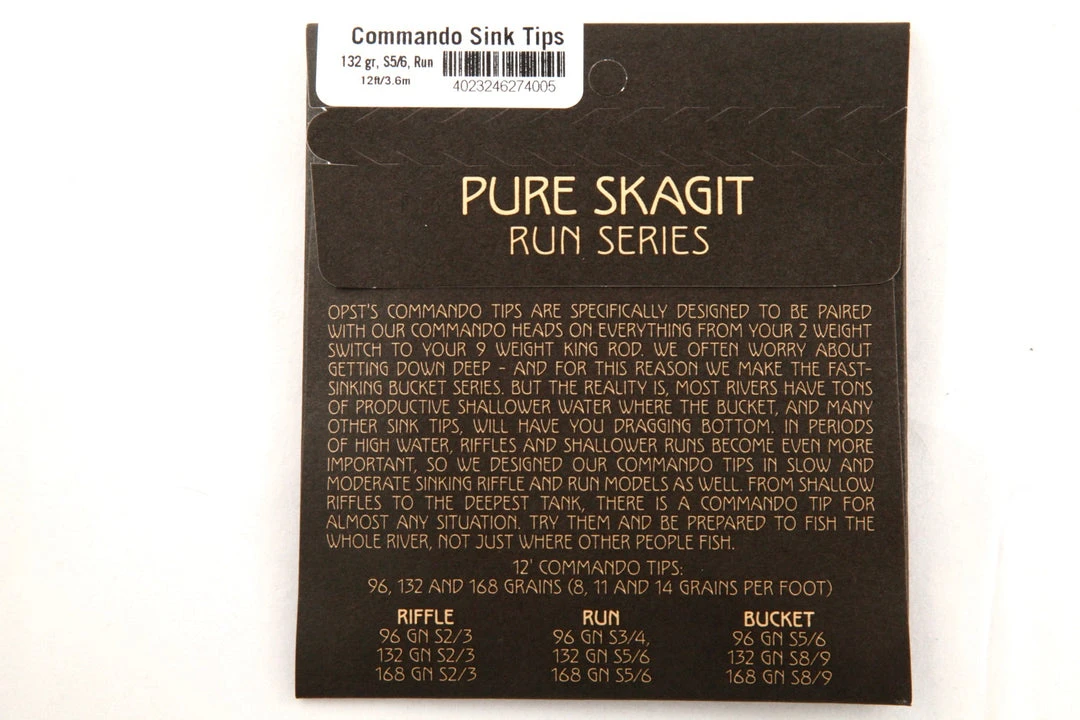 Commando Sink Tips
132 gr, S5/6, Run
12ft/3.6m
4023246274005
PURE SKAGIT
RUN SERIES
OPST'S COMMANDO TIPS ARE SPECIFICALLY DESIGNED TO BE PAIRED
WITH OUR COMMANDO HEADS ON EVERYTHING FROM YOUR 2 WEIGHT
SWITCH TO YOUR 9 WEIGHT KING ROD. WE OFTEN WORRY ABOUT
GETTING DOWN DEEP - AND FOR THIS REASON WE MAKE THE FAST-
SINKING BUCKET SERIES. BUT THE REALITY IS, MOST RIVERS HAVE TONS
OF PRODUCTIVE SHALLOWER WATER WHERE THE BUCKET, AND MANY
OTHER SINK TIPS, WILL HAVE YOU DRAGGING BOTTOM. IN PERIODS
OF HIGH WATER, RIFFLES AND SHALLOWER RUNS BECOME EVEN MORE
IMPORTANT, SO WE DESIGNED OUR COMMANDO TIPS IN SLOW AND
MODERATE SINKING RIFFLE AND RUN MODELS AS WELL. FROM SHALLOW
RIFFLES TO THE DEEPEST TANK, THERE IS A COMMANDO TIP FOR
ALMOST ANY SITUATION. TRY THEM AND BE PREPARED TO FISH THE
WHOLE RIVER, NOT JUST WHERE OTHER PEOPLE FISH.
12' COMMANDO TIPS:
96, 132 AND 168 GRAINS (8, 11 AND 14 GRAINS PER FOOT)
RIFFLE
96 GN S2/3
132 GN S2/3
168 GN S2/3
RUN
96 GN S3/4,
132 GN S5/6
168 GN S5/6
BUCKET
96 GN S5/6
132 GN S8/9
168 GN S8/9